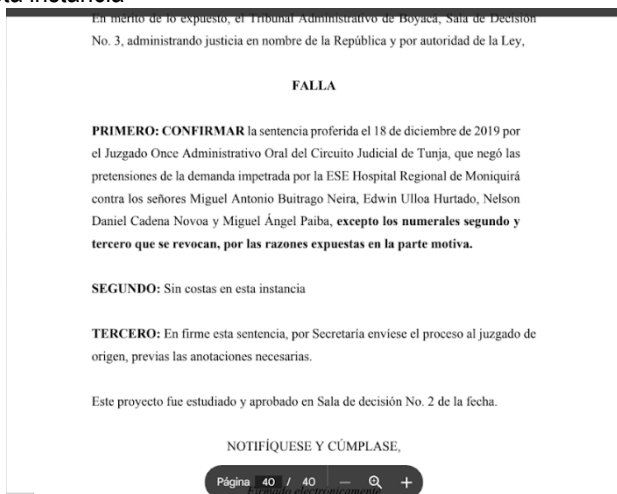 En mérito de lo expuesto, el Tribunal Administrativo de Boyacá, Sala de Decisión
No. 3, administrando justicia en nombre de la República y por autoridad de la Ley,
FALLA
PRIMERO: CONFIRMAR la sentencia proferida el 18 de diciembre de 2019 por
el Juzgado Once Administrativo Oral del Circuito Judicial de Tunja, que negó las
pretensiones de la demanda impetrada por la ESE Hospital Regional de Moniquirá
contra los señores Miguel Antonio Buitrago Neira, Edwin Ulloa Hurtado, Nelson
Daniel Cadena Novoa y Miguel Ángel Paiba, excepto los numerales segundo y
tercero que se revocan, por las razones expuestas en la parte motiva.
SEGUNDO: Sin costas en esta instancia
TERCERO: En firme esta sentencia, por Secretaría envíese el proceso al juzgado de
origen, previas las anotaciones necesarias.
Este proyecto fue estudiado y aprobado en Sala de decisión No. 2 de la fecha.
NOTIFÍQUESE Y CÚMPLASE,
Página 40 / 40 — +
Firmado electrónicamente